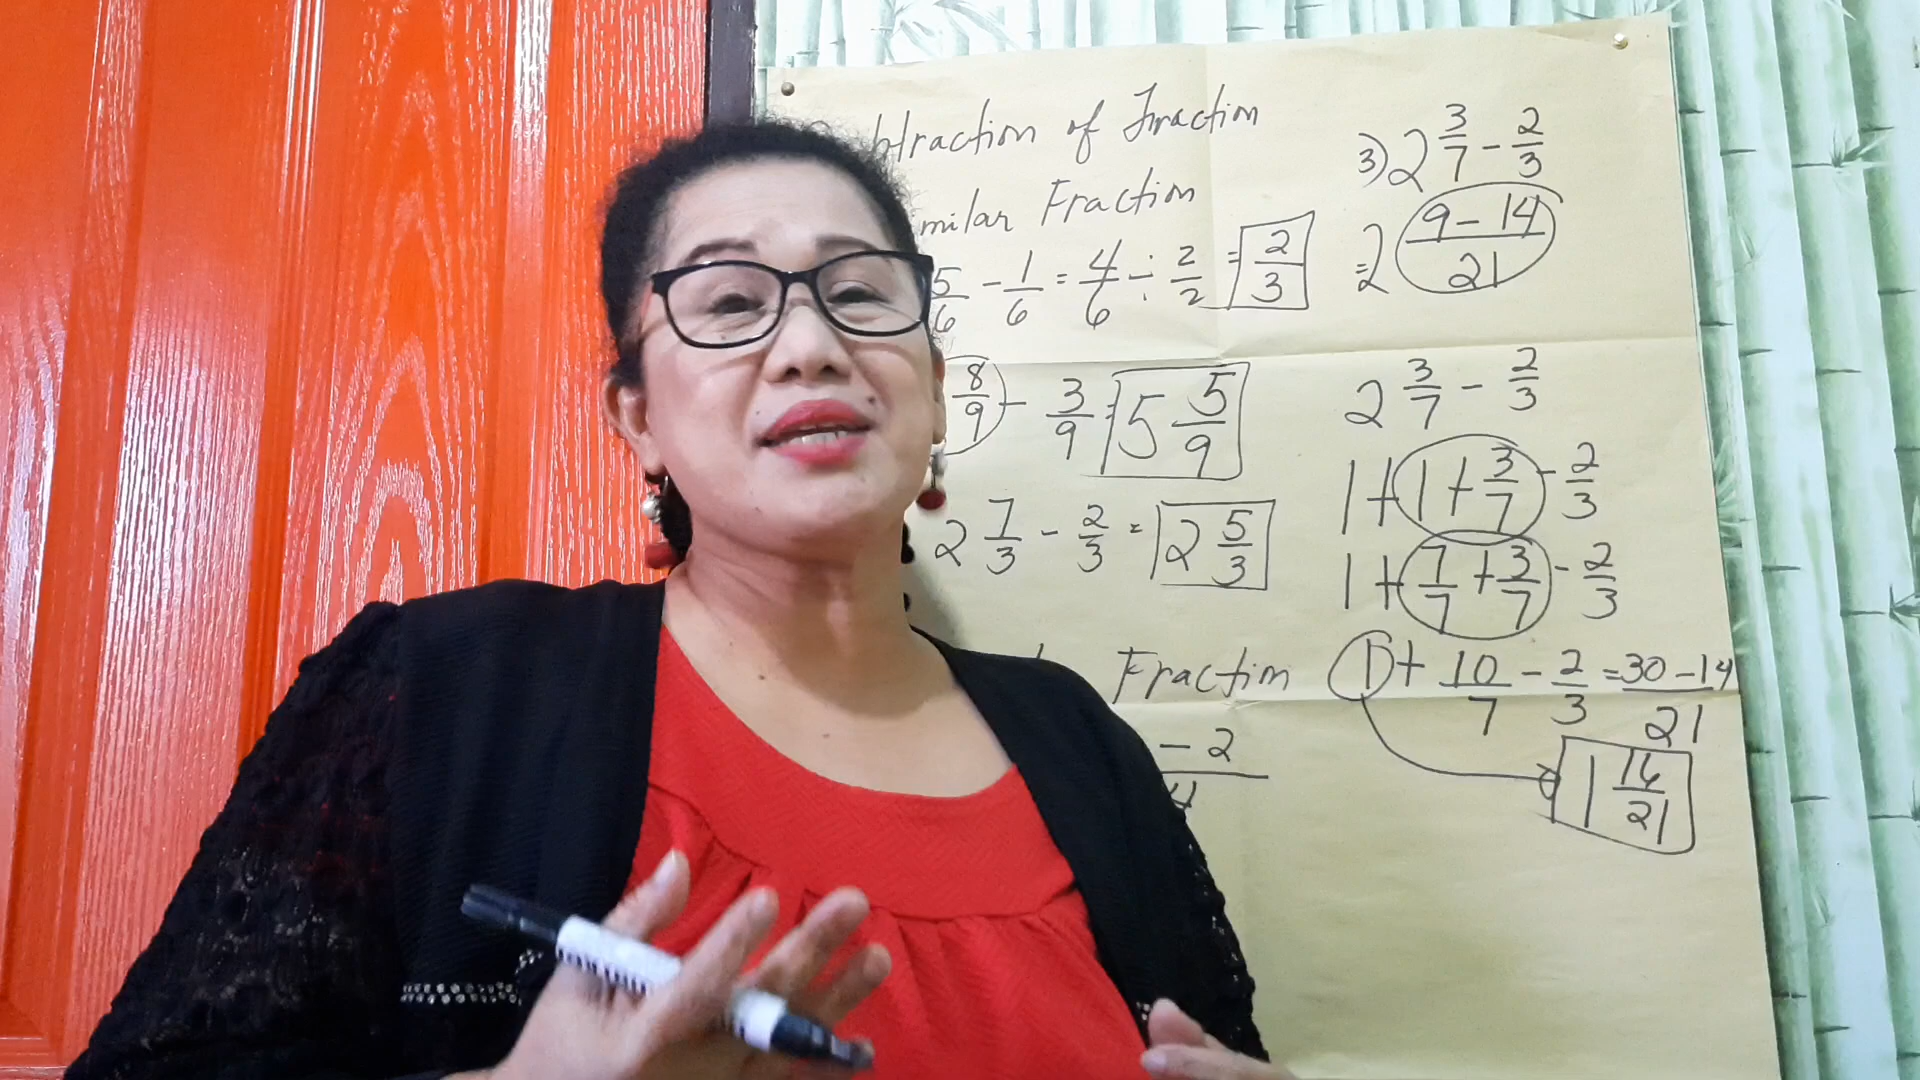 btraction of Fraction
milar Fraction
5/6 - 1/6 = 4/6 ÷ 2/2 = 2/3
8/9 - 3/9 = 5 5/9
2 7/3 - 2/3 = 2 5/3
Fraction
- 2
4
3) 2 3/7 - 2/3
= 2 9 - 14/21
2 3/7 - 2/3
1 + 1 + 3/7 - 2/3
1 + 7/7 + 3/7 - 2/3
1 + 10/7 - 2/3 = 30 - 14/21
1 16/21